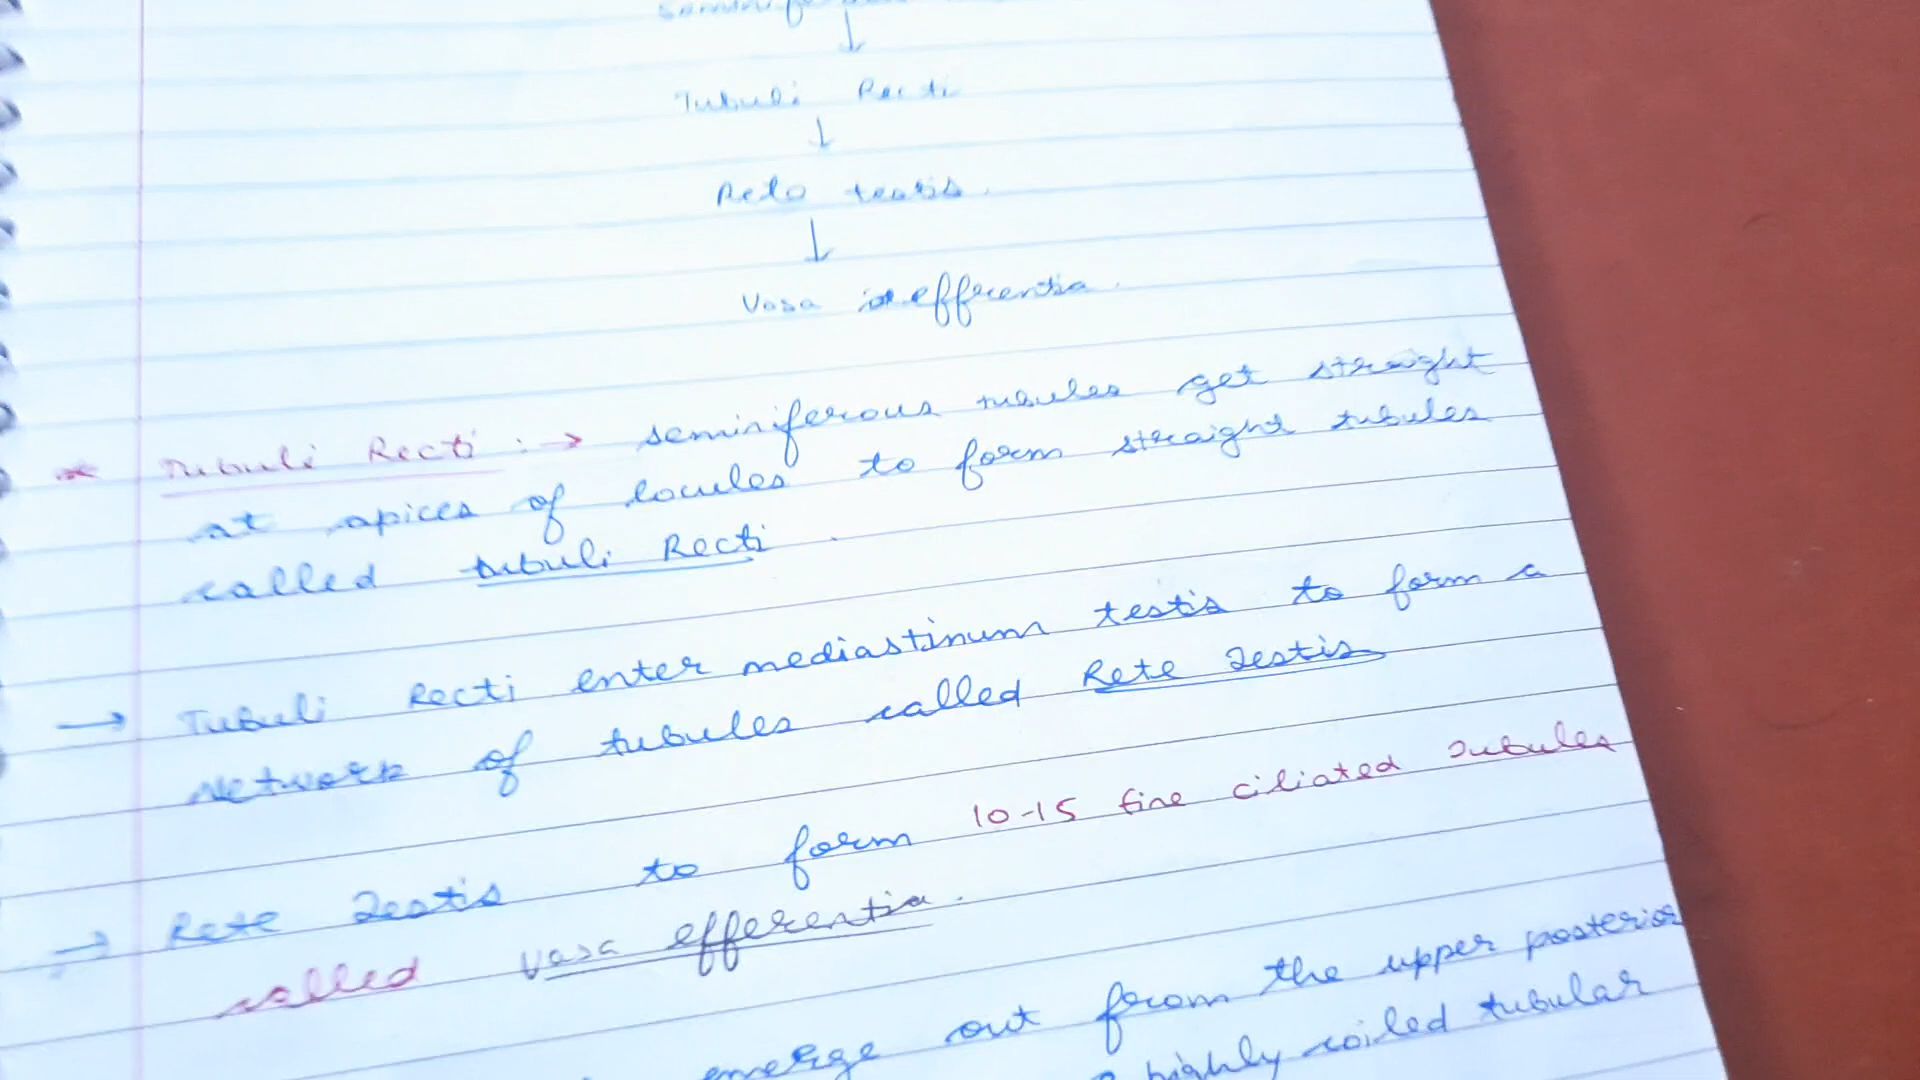 ↓
Tubuli Recti
↓
Rete testis.
↓
Vasa efferentia.
* Tubuli Recti :→ seminiferous tubules get straight
at apices of locules to form straight tubules
called tubuli Recti.
→ Tubuli Recti enter mediastinum testis to form a
Network of tubules called Rete Testis
→ Rete Testis to form 10-15 fine ciliated tubules
called vasa efferentia.
emerge out from the upper posterior
highly coiled tubular